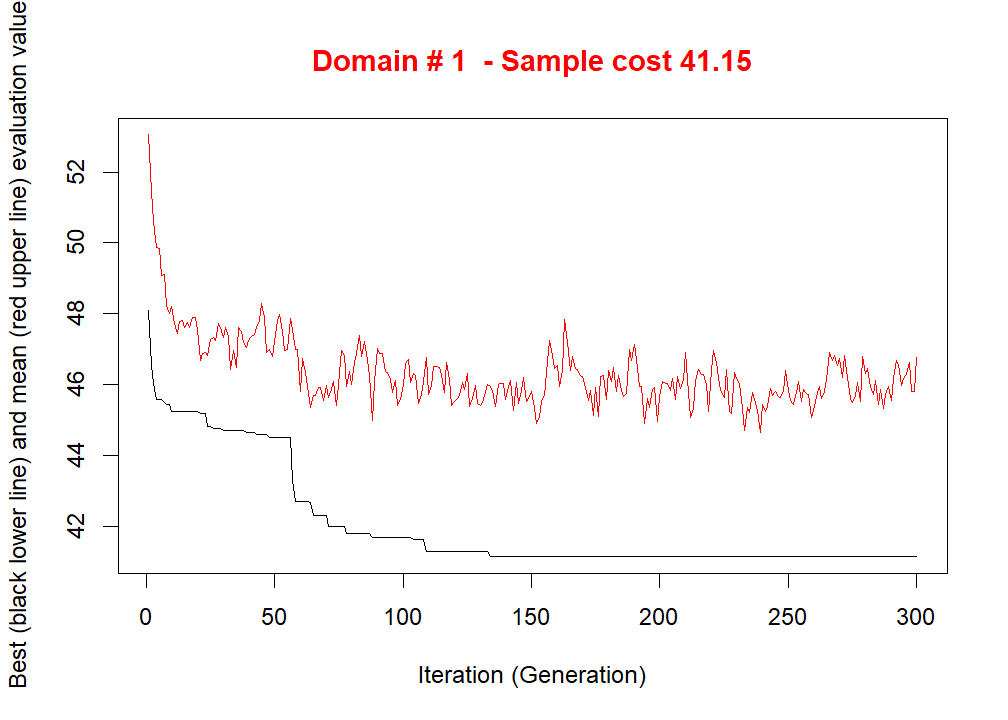 Domain # 1 - Sample cost 41.15
Best (black lower line) and mean (red upper line) evaluation value
52
50
48
46
44
42
0 50 100 150 200 250 300
Iteration (Generation)